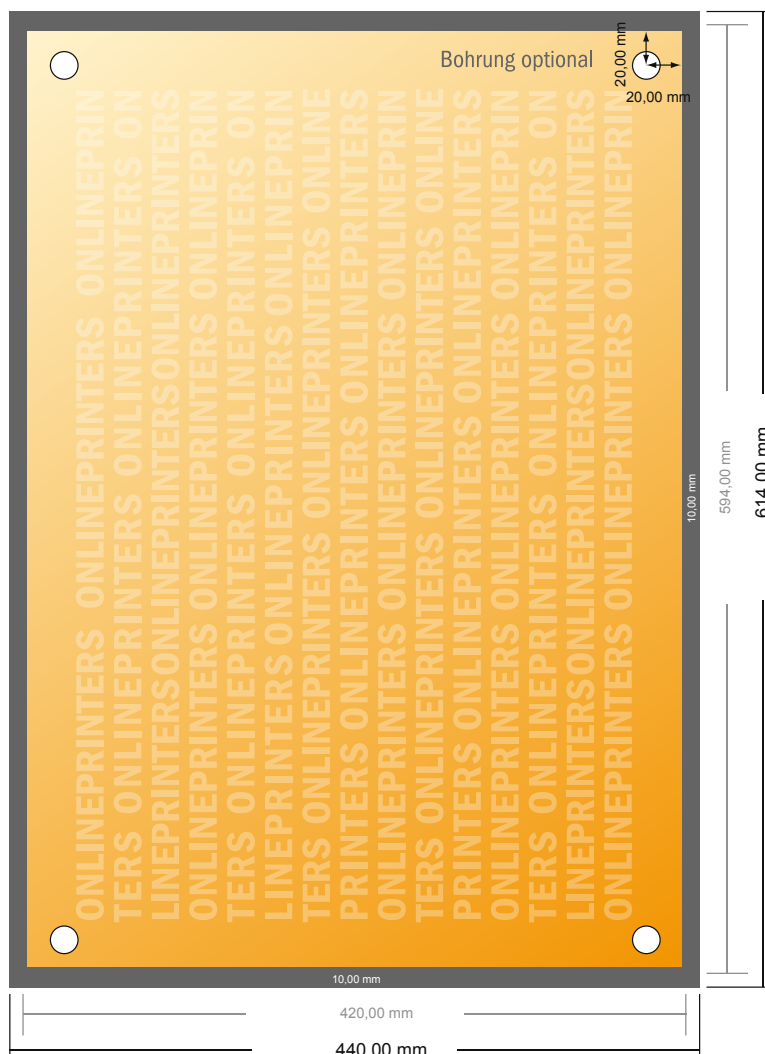 Bohrung optional
20,00 mm
20,00 mm
ONLINEPRINTERS ONLINEPRINTERS ONLINEPRIN
TERS ONLINEPRINTERS ONLINEPRINTERS ON
LINEPRINTERSONLINEPRINTERSONLINEPRINTERS
ONLINEPRINTERS ONLINEPRINTERS ONLINEPRIN
TERS ONLINEPRINTERS ONLINEPRINTERS ON
LINEPRINTERS ONLINEPRINTERS ONLINEPRIN
TERS ONLINEPRINTERS ONLINEPRINTERS ONLINE
PRINTERS ONLINEPRINTERS ONLINEPRINTERS
ONLINEPRINTERS ONLINEPRINTERS ONLINEPRIN
TERS ONLINEPRINTERS ONLINEPRINTERS ONLINE
PRINTERS ONLINEPRINTERS ONLINEPRINTERS
ONLINEPRINTERS ONLINEPRINTERS ONLINEPRIN
TERS ONLINEPRINTERS ONLINEPRINTERS ON
LINEPRINTERSONLINEPRINTERSONLINEPRINTERS
ONLINEPRINTERS ONLINEPRINTERS ONLINEPRIN
10,00 mm
594,00 mm
614,00 mm
10,00 mm
420,00 mm
440,00 mm